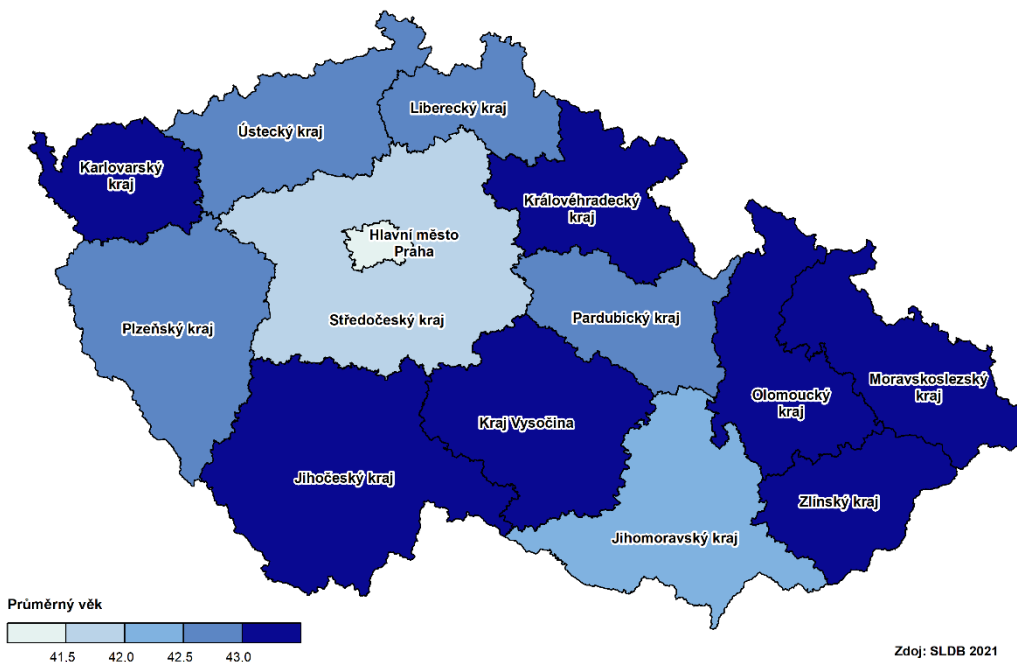 Liberecký kraj
Ústecký kraj
Karlovarský
kraj
Královéhradecký
kraj
Hlavní město
Praha
Středočeský kraj
Pardubický kraj
Plzeňský kraj
Moravskoslezský
kraj
Olomoucký
kraj
Kraj Vysočina
Jihočeský kraj
Zlínský kraj
Jihomoravský kraj
Průměrný věk
41.5 42.0 42.5 43.0
Zdoj: SLDB 2021